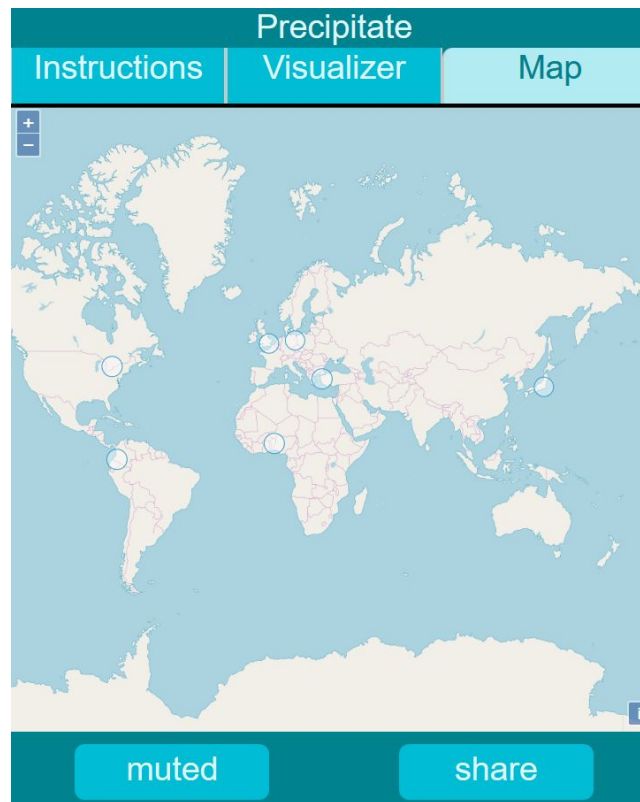 Precipitate
Instructions Visualizer Map
+
−
i
muted share